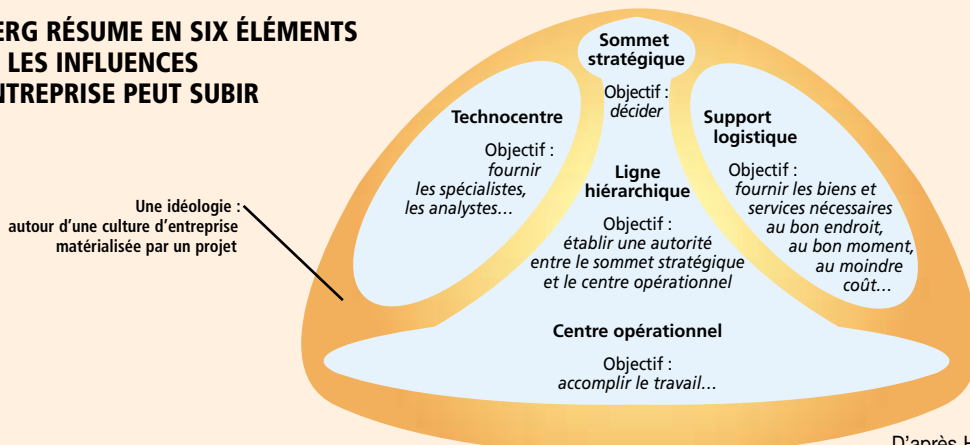 ERG RÉSUME EN SIX ÉLÉMENTS
LES INFLUENCES
NTREPRISE PEUT SUBIR
Sommet
stratégique
Objectif :
décider
Technocentre
Objectif :
fournir
les spécialistes,
les analystes…
Support
logistique
Objectif :
fournir les biens et
services nécessaires
au bon endroit,
au bon moment,
au moindre
coût…
Ligne
hiérarchique
Objectif :
établir une autorité
entre le sommet stratégique
et le centre opérationnel
Une idéologie :
autour d’une culture d’entreprise
matérialisée par un projet
Centre opérationnel
Objectif :
accomplir le travail…
D’après